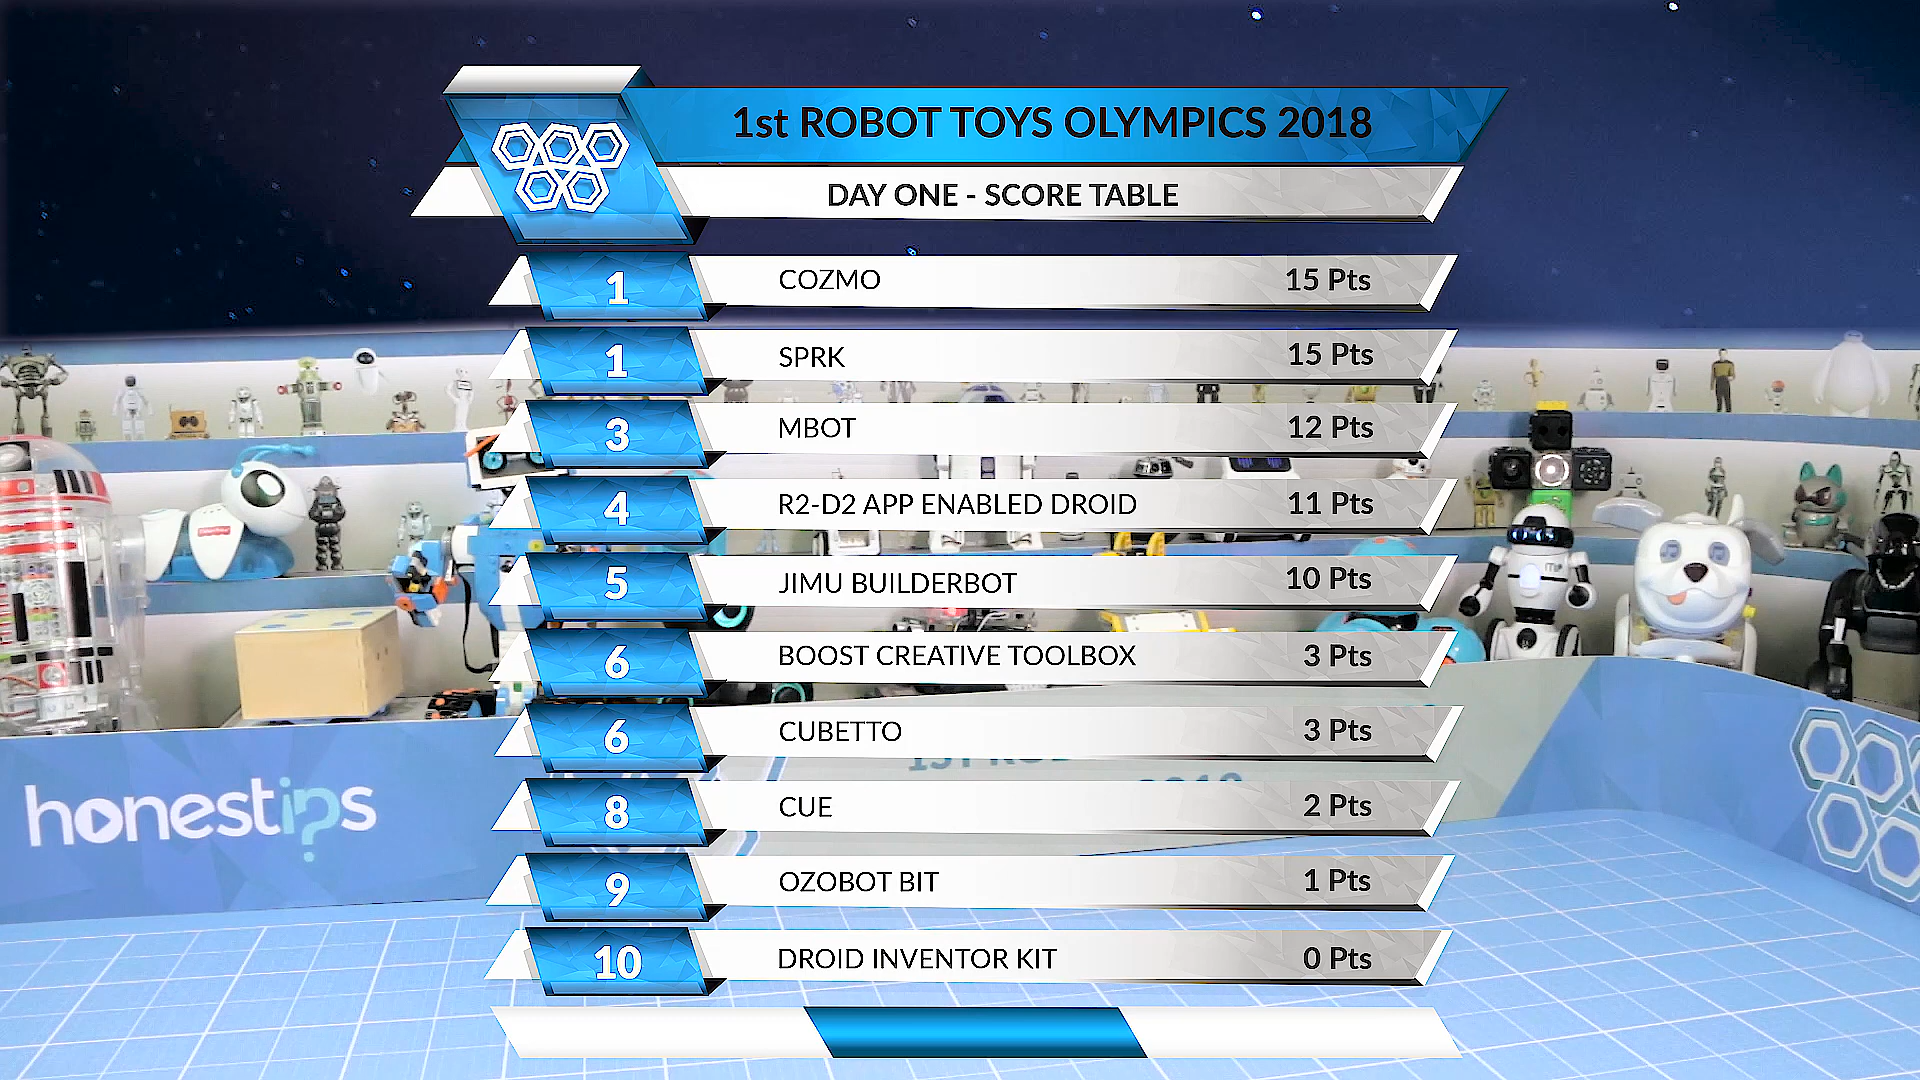 1st ROBOT TOYS OLYMPICS 2018
DAY ONE - SCORE TABLE
1 COZMO 15 Pts
1 SPRK 15 Pts
3 MBOT 12 Pts
4 R2-D2 APP ENABLED DROID 11 Pts
5 JIMU BUILDERBOT 10 Pts
6 BOOST CREATIVE TOOLBOX 3 Pts
6 CUBETTO 3 Pts
8 CUE 2 Pts
9 OZOBOT BIT 1 Pts
10 DROID INVENTOR KIT 0 Pts
honestips